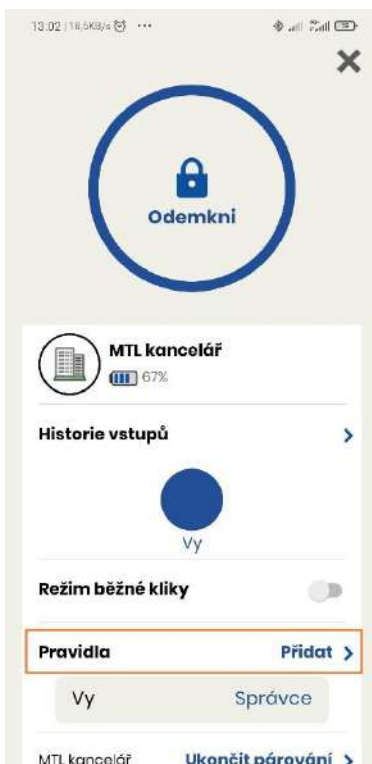 13:02 | 18,5KB/s
Odemkni
MTL kancelář
67%
Historie vstupů
Vy
Režim běžné kliky
Pravidla Přidat
Vy Správce
MTL kancelář Ukončit párování